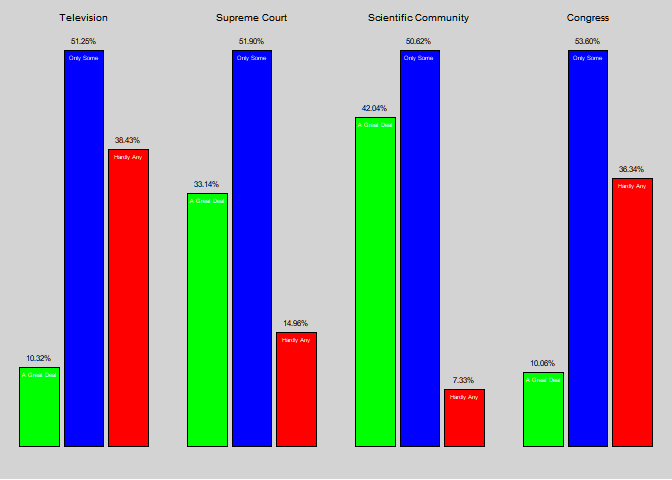 Television
Supreme Court
Scientific Community
Congress
51.25%
51.90%
50.62%
53.60%
Only Some
Only Some
Only Some
Only Some
42.04%
A Great Deal
38.43%
Hardly Any
36.34%
Hardly Any
33.14%
A Great Deal
14.96%
Hardly Any
10.32%
A Great Deal
10.06%
A Great Deal
7.33%
Hardly Any